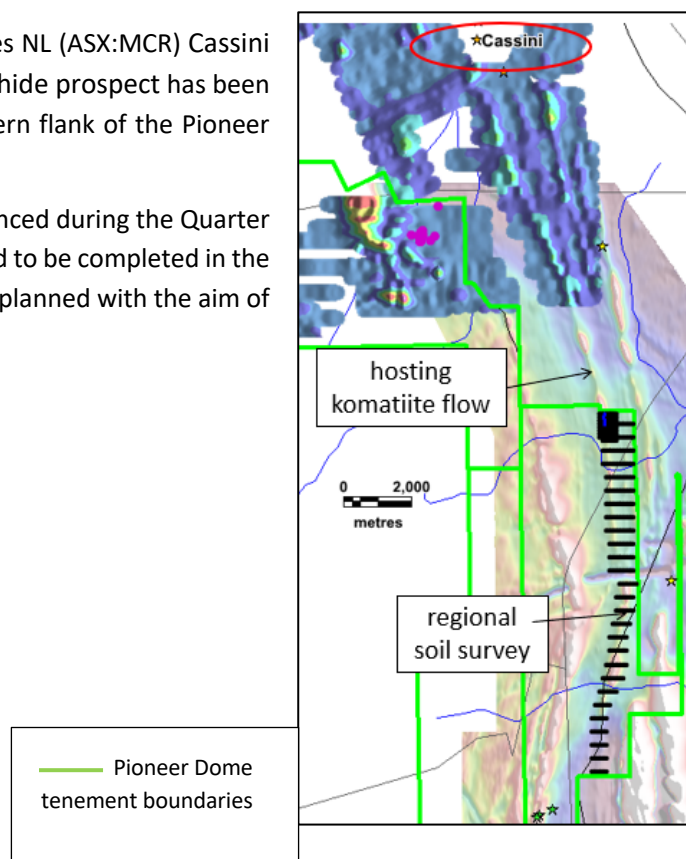 es NL (ASX:MCR) Cassini
hide prospect has been
ern flank of the Pioneer
nced during the Quarter
d to be completed in the
planned with the aim of
Cassini
hosting
komatiite flow
0 2,000
metres
regional
soil survey
Pioneer Dome
tenement boundaries